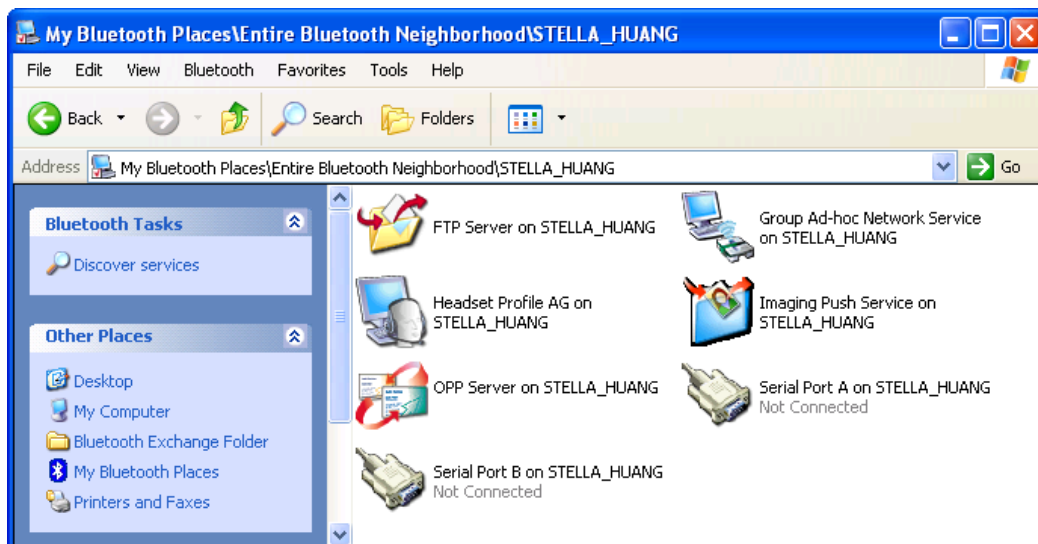 My Bluetooth Places\Entire Bluetooth Neighborhood\STELLA_HUANG
File Edit View Bluetooth Favorites Tools Help
Back Search Folders
Address My Bluetooth Places\Entire Bluetooth Neighborhood\STELLA_HUANG Go
Bluetooth Tasks
Discover services
Other Places
Desktop
My Computer
Bluetooth Exchange Folder
My Bluetooth Places
Printers and Faxes
FTP Server on STELLA_HUANG
Group Ad-hoc Network Service
on STELLA_HUANG
Headset Profile AG on
STELLA_HUANG
Imaging Push Service on
STELLA_HUANG
OPP Server on STELLA_HUANG
Serial Port A on STELLA_HUANG
Not Connected
Serial Port B on STELLA_HUANG
Not Connected